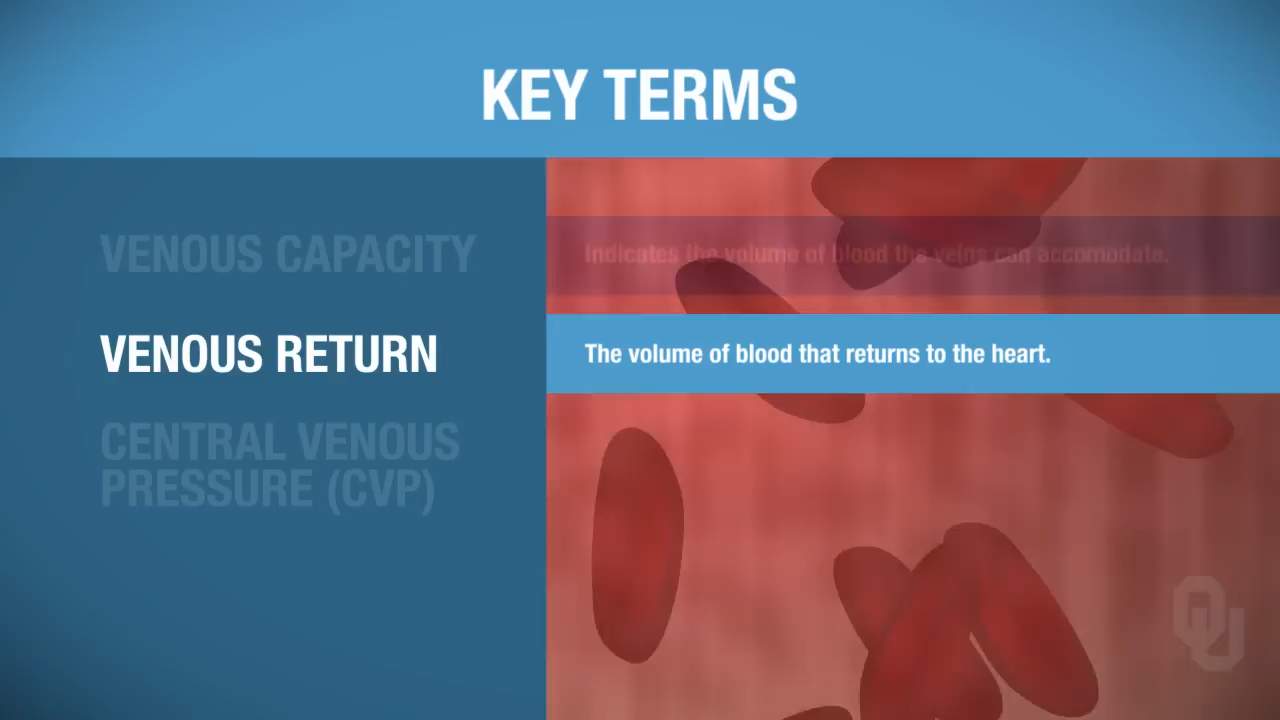 KEY TERMS
VENOUS CAPACITY
Indicates the volume of blood the veins can accomodate.
VENOUS RETURN
The volume of blood that returns to the heart.
CENTRAL VENOUS
PRESSURE (CVP)
OU